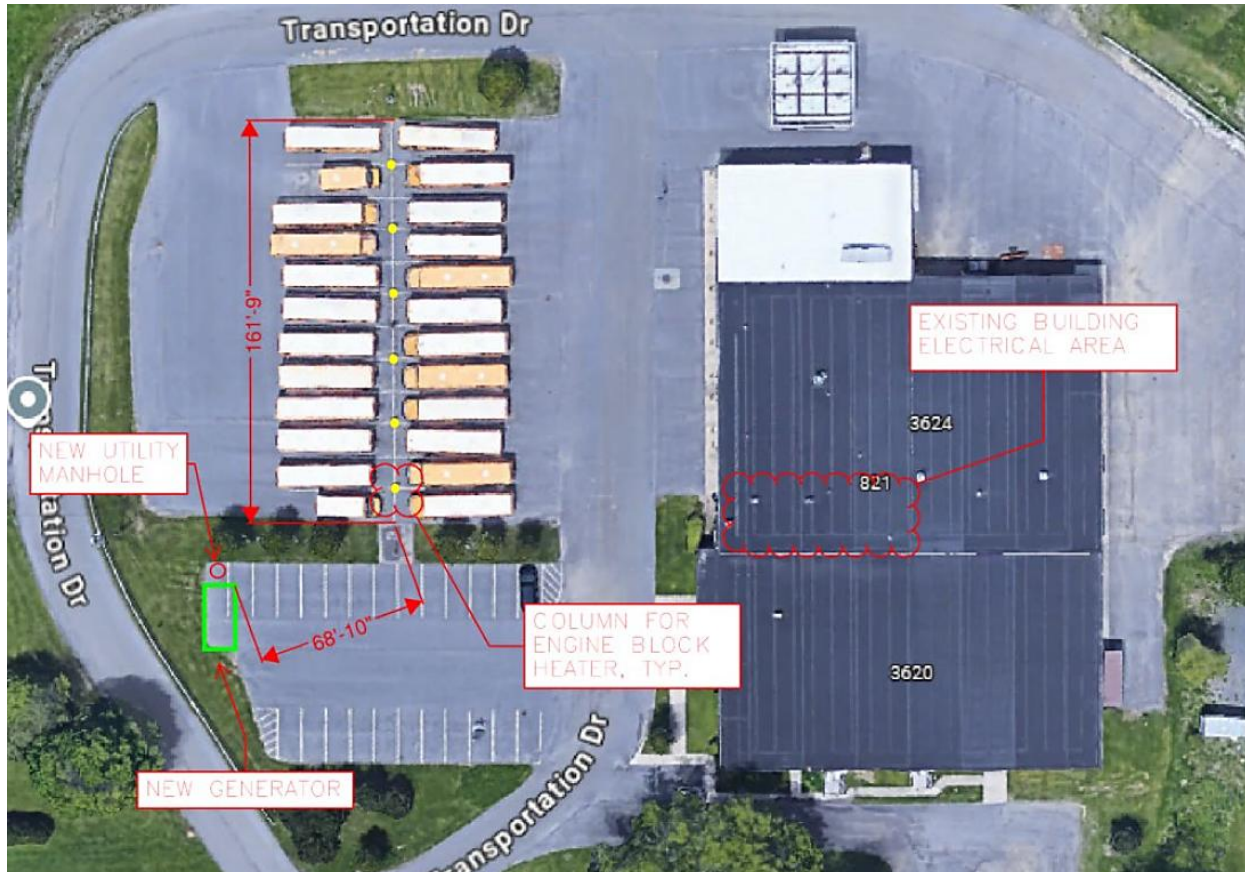 Transportation Dr
161'-9"
EXISTING BUILDING
ELECTRICAL AREA
3624
821
NEW UTILITY
MANHOLE
Transportation Dr
68'-10"
COLUMN FOR
ENGINE BLOCK
HEATER, TYP.
3620
NEW GENERATOR
Transportation Dr